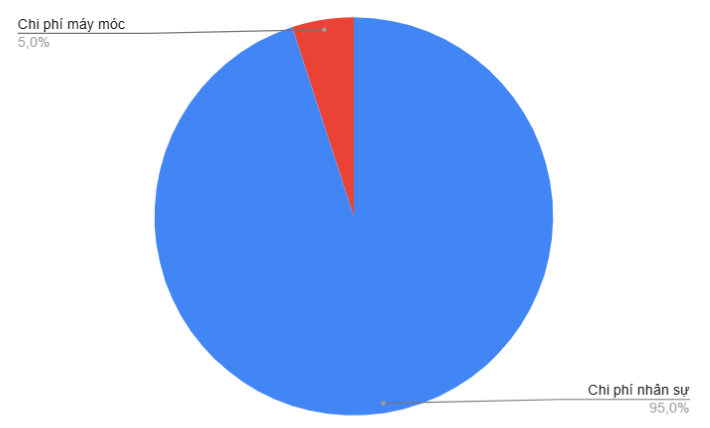 Chi phí máy móc
5,0%
Chi phí nhân sự
95,0%